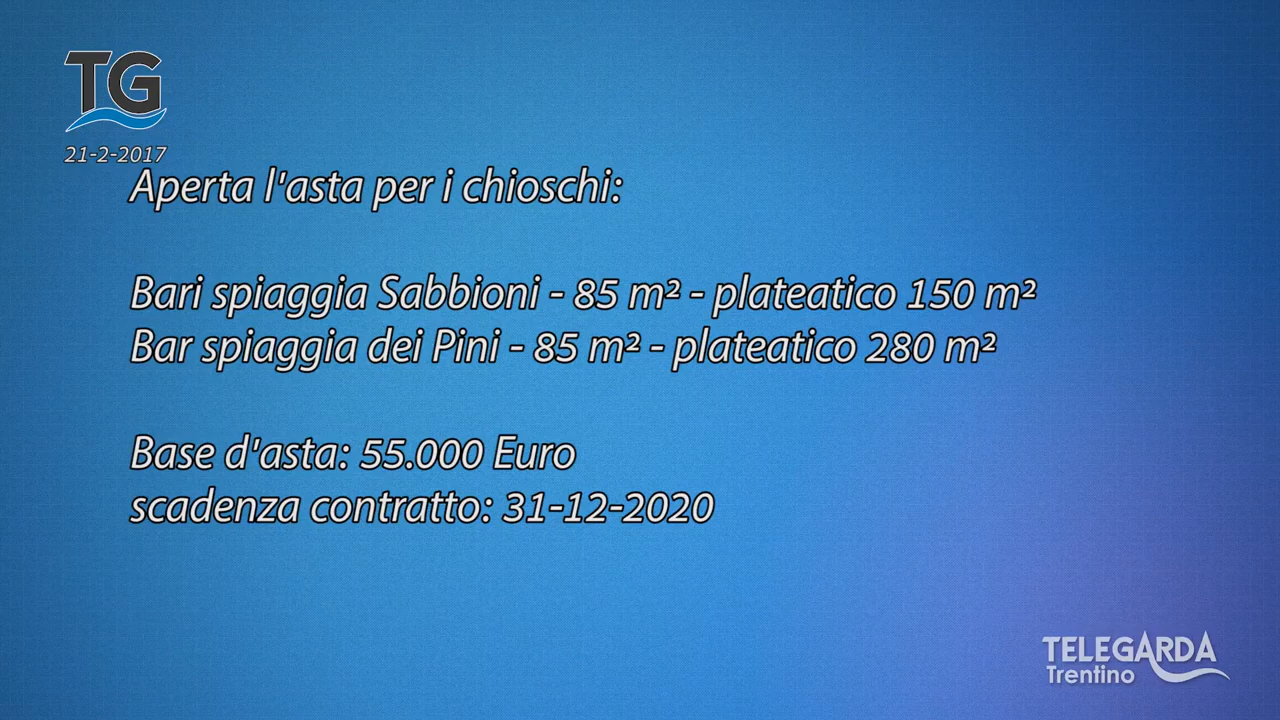 TG
21-2-2017
Aperta l'asta per i chioschi:
Bari spiaggia Sabbioni - 85 m² - plateatico 150 m²
Bar spiaggia dei Pini - 85 m² - plateatico 280 m²
Base d'asta: 55.000 Euro
scadenza contratto: 31-12-2020
TELEGARDA
Trentino